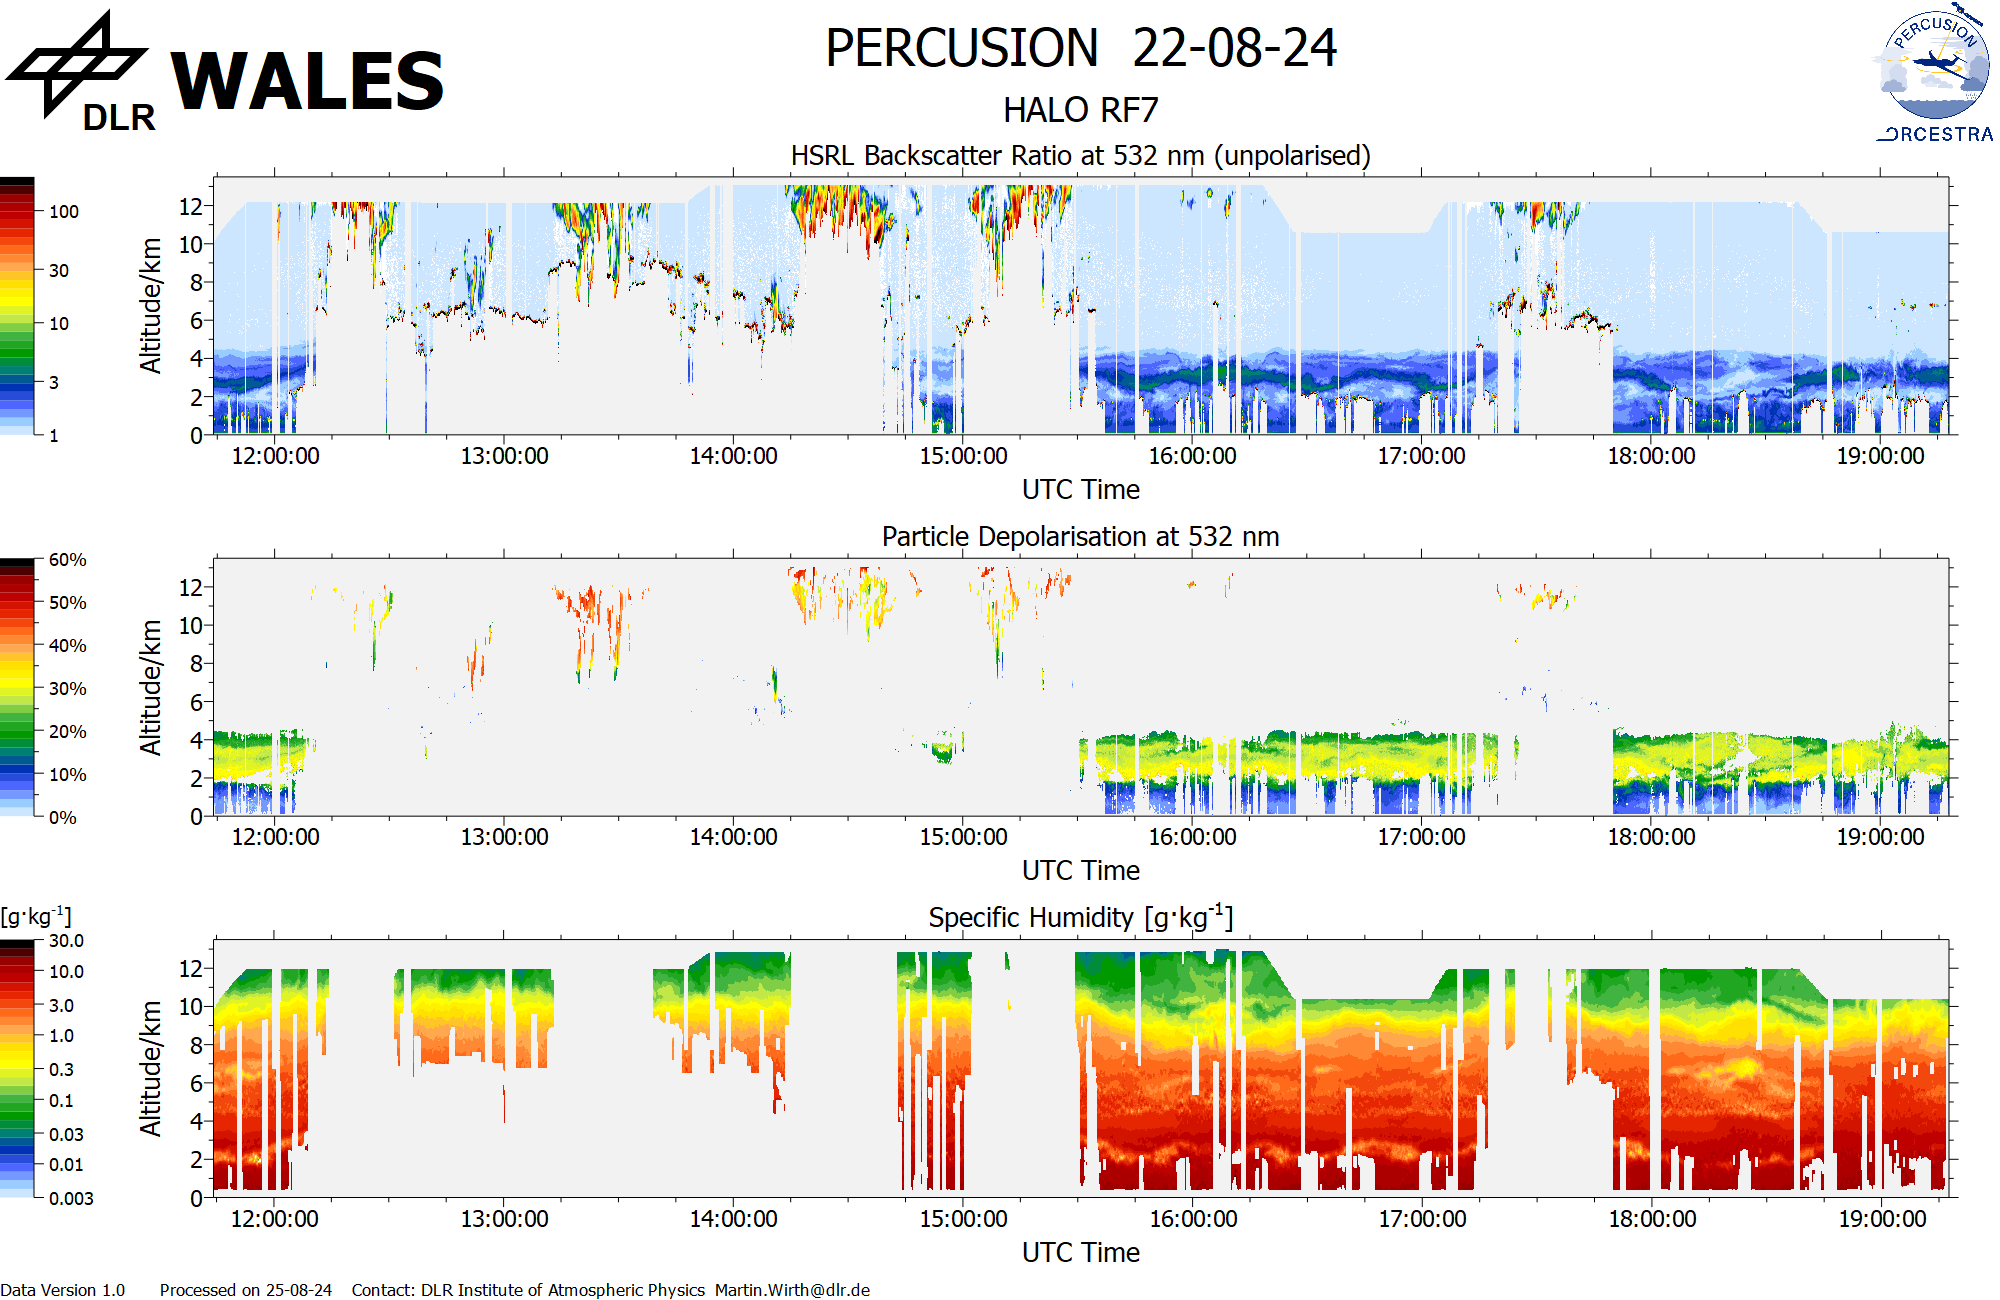 DLR
WALES
PERCUSION 22-08-24
HALO RF7
PERCUSION
ORCESTRA
HSRL Backscatter Ratio at 532 nm (unpolarised)
100
30
10
3
1
Altitude/km
12
10
8
6
4
2
0
12:00:00 13:00:00 14:00:00 15:00:00 16:00:00 17:00:00 18:00:00 19:00:00
UTC Time
Particle Depolarisation at 532 nm
60%
50%
40%
30%
20%
10%
0%
Altitude/km
12
10
8
6
4
2
0
12:00:00 13:00:00 14:00:00 15:00:00 16:00:00 17:00:00 18:00:00 19:00:00
UTC Time
Specific Humidity [g·kg⁻¹]
[g·kg⁻¹]
30.0
10.0
3.0
1.0
0.3
0.1
0.03
0.01
0.003
Altitude/km
12
10
8
6
4
2
0
12:00:00 13:00:00 14:00:00 15:00:00 16:00:00 17:00:00 18:00:00 19:00:00
UTC Time
Data Version 1.0 Processed on 25-08-24 Contact: DLR Institute of Atmospheric Physics Martin.Wirth@dlr.de